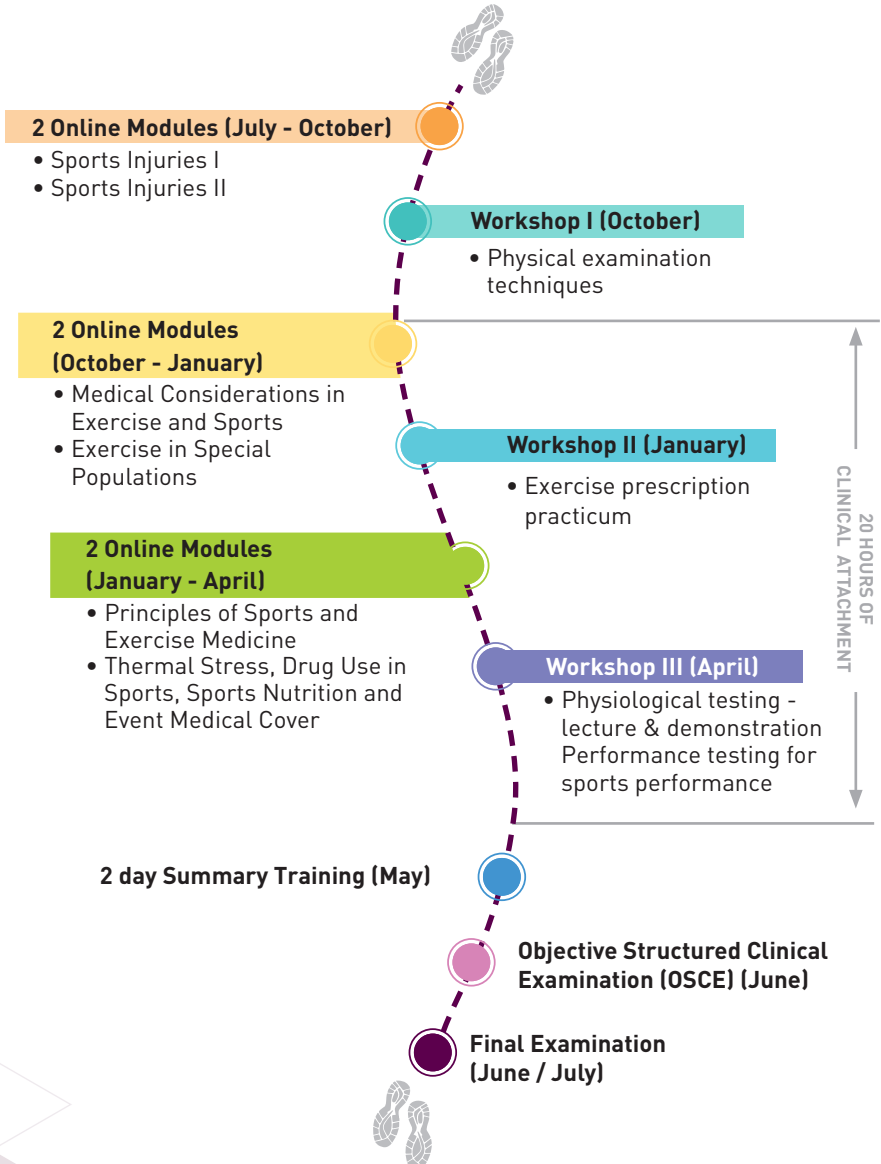 2 Online Modules (July - October)
• Sports Injuries I
• Sports Injuries II
Workshop I (October)
• Physical examination
techniques
2 Online Modules
(October - January)
• Medical Considerations in
Exercise and Sports
• Exercise in Special
Populations
Workshop II (January)
• Exercise prescription
practicum
20 HOURS OF
CLINICAL ATTACHMENT
2 Online Modules
(January - April)
• Principles of Sports and
Exercise Medicine
• Thermal Stress, Drug Use in
Sports, Sports Nutrition and
Event Medical Cover
Workshop III (April)
• Physiological testing -
lecture & demonstration
Performance testing for
sports performance
2 day Summary Training (May)
Objective Structured Clinical
Examination (OSCE) (June)
Final Examination
(June / July)